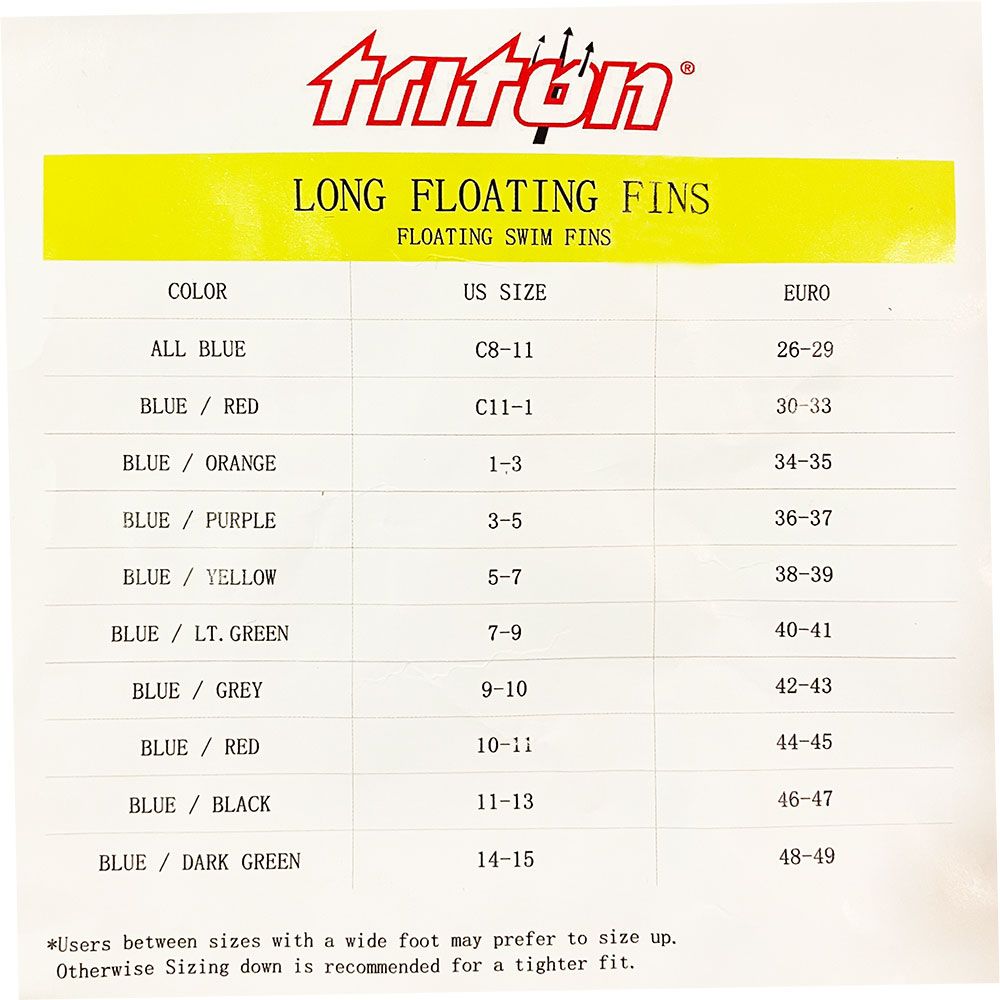 triton®
LONG FLOATING FINS
FLOATING SWIM FINS
COLOR US SIZE EURO
ALL BLUE C8-11 26-29
BLUE / RED C11-1 30-33
BLUE / ORANGE 1-3 34-35
BLUE / PURPLE 3-5 36-37
BLUE / YELLOW 5-7 38-39
BLUE / LT. GREEN 7-9 40-41
BLUE / GREY 9-10 42-43
BLUE / RED 10-11 44-45
BLUE / BLACK 11-13 46-47
BLUE / DARK GREEN 14-15 48-49
*Users between sizes with a wide foot may prefer to size up.
Otherwise Sizing down is recommended for a tighter fit.